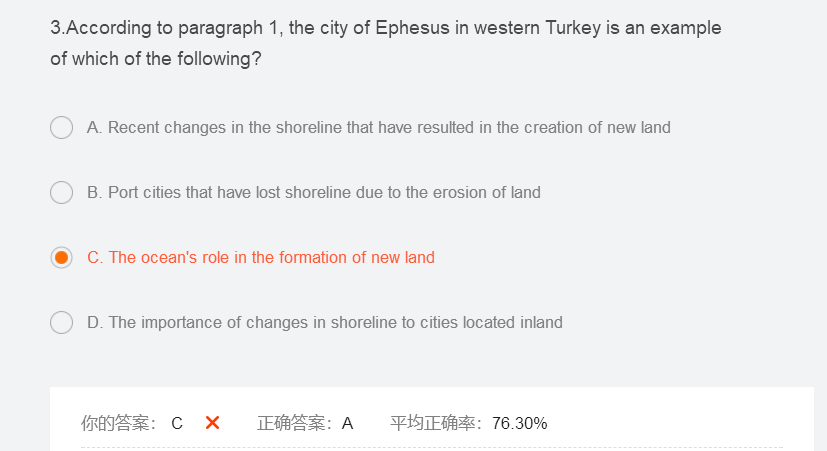 3.According to paragraph 1, the city of Ephesus in western Turkey is an example
of which of the following?
A. Recent changes in the shoreline that have resulted in the creation of new land
B. Port cities that have lost shoreline due to the erosion of land
C. The ocean's role in the formation of new land
D. The importance of changes in shoreline to cities located inland
你的答案： C 正确答案：A 平均正确率：76.30%